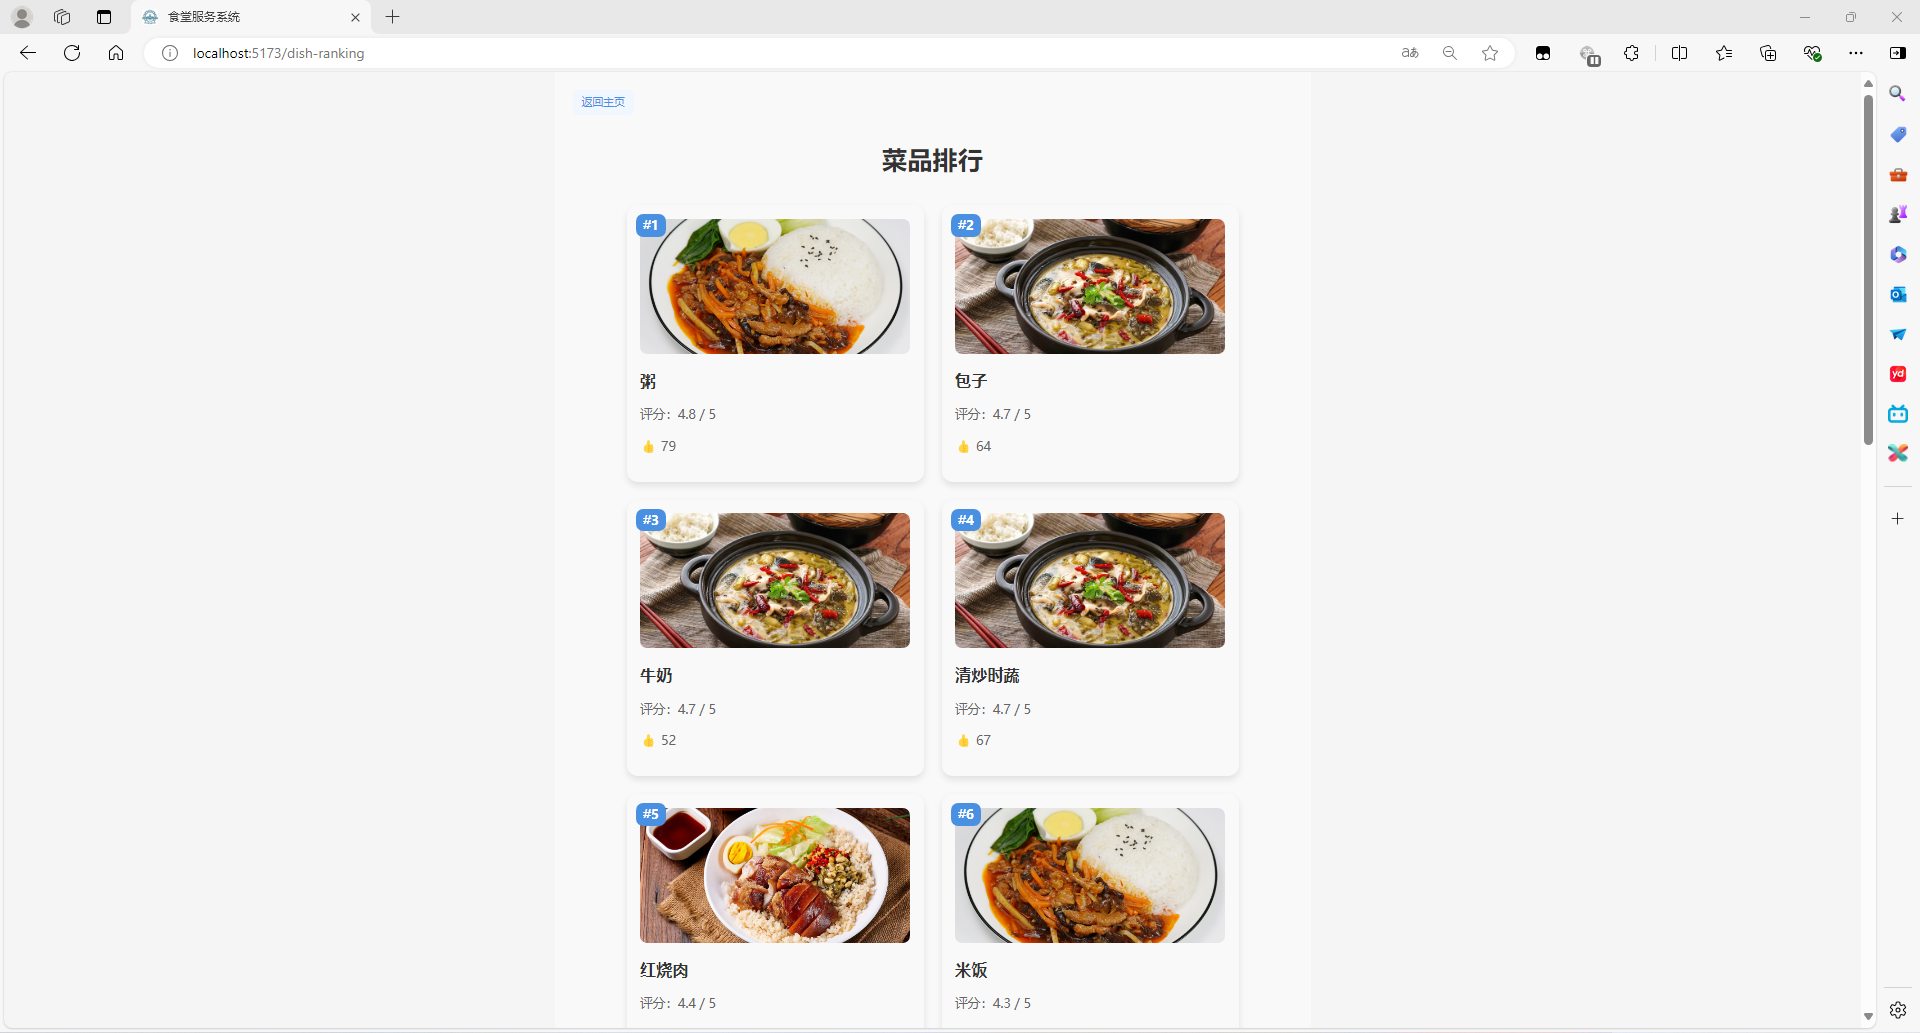 食堂服务系统
localhost:5173/dish-ranking
aあ
返回主页
菜品排行
#1
粥
评分：4.8 / 5
👍 79
#2
包子
评分：4.7 / 5
👍 64
#3
牛奶
评分：4.7 / 5
👍 52
#4
清炒时蔬
评分：4.7 / 5
👍 67
#5
红烧肉
评分：4.4 / 5
#6
米饭
评分：4.3 / 5
yd